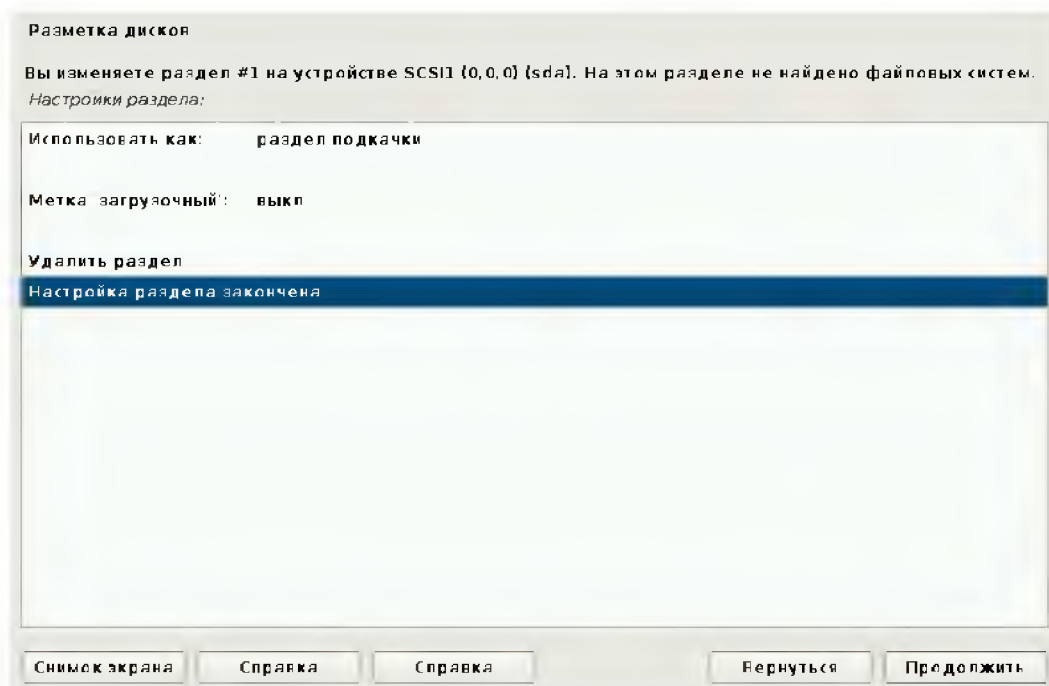 Разметка дисков
Вы изменяете раздел #1 на устройстве SCSI1 (0,0,0) (sda). На этом разделе не найдено файловых систем.
Настройки раздела:
Использовать как: раздел подкачки
Метка 'загрузочный': выкл
Удалить раздел
Настройка раздела закончена
Снимок экрана Справка Справка Вернуться Продолжить